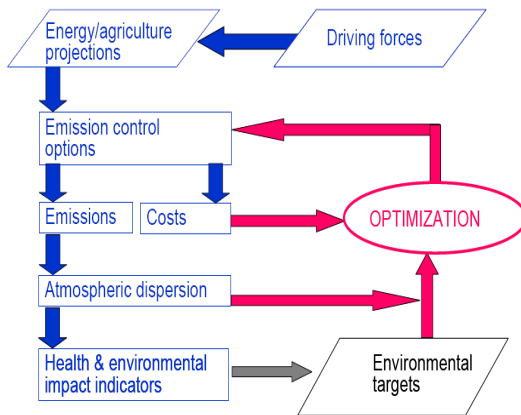 Energy/agriculture
projections
Driving forces
Emission control
options
Emissions
Costs
OPTIMIZATION
Atmospheric dispersion
Health & environmental
impact indicators
Environmental
targets